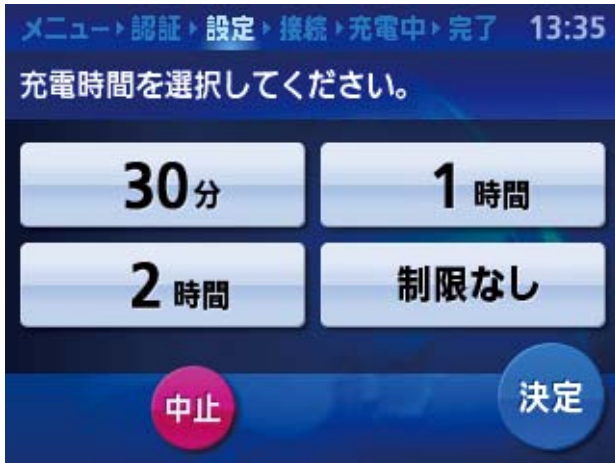 メニュー▶認証▶設定▶接続▶充電中▶完了 13:35
充電時間を選択してください。
30分 1時間
2時間 制限なし
中止 決定